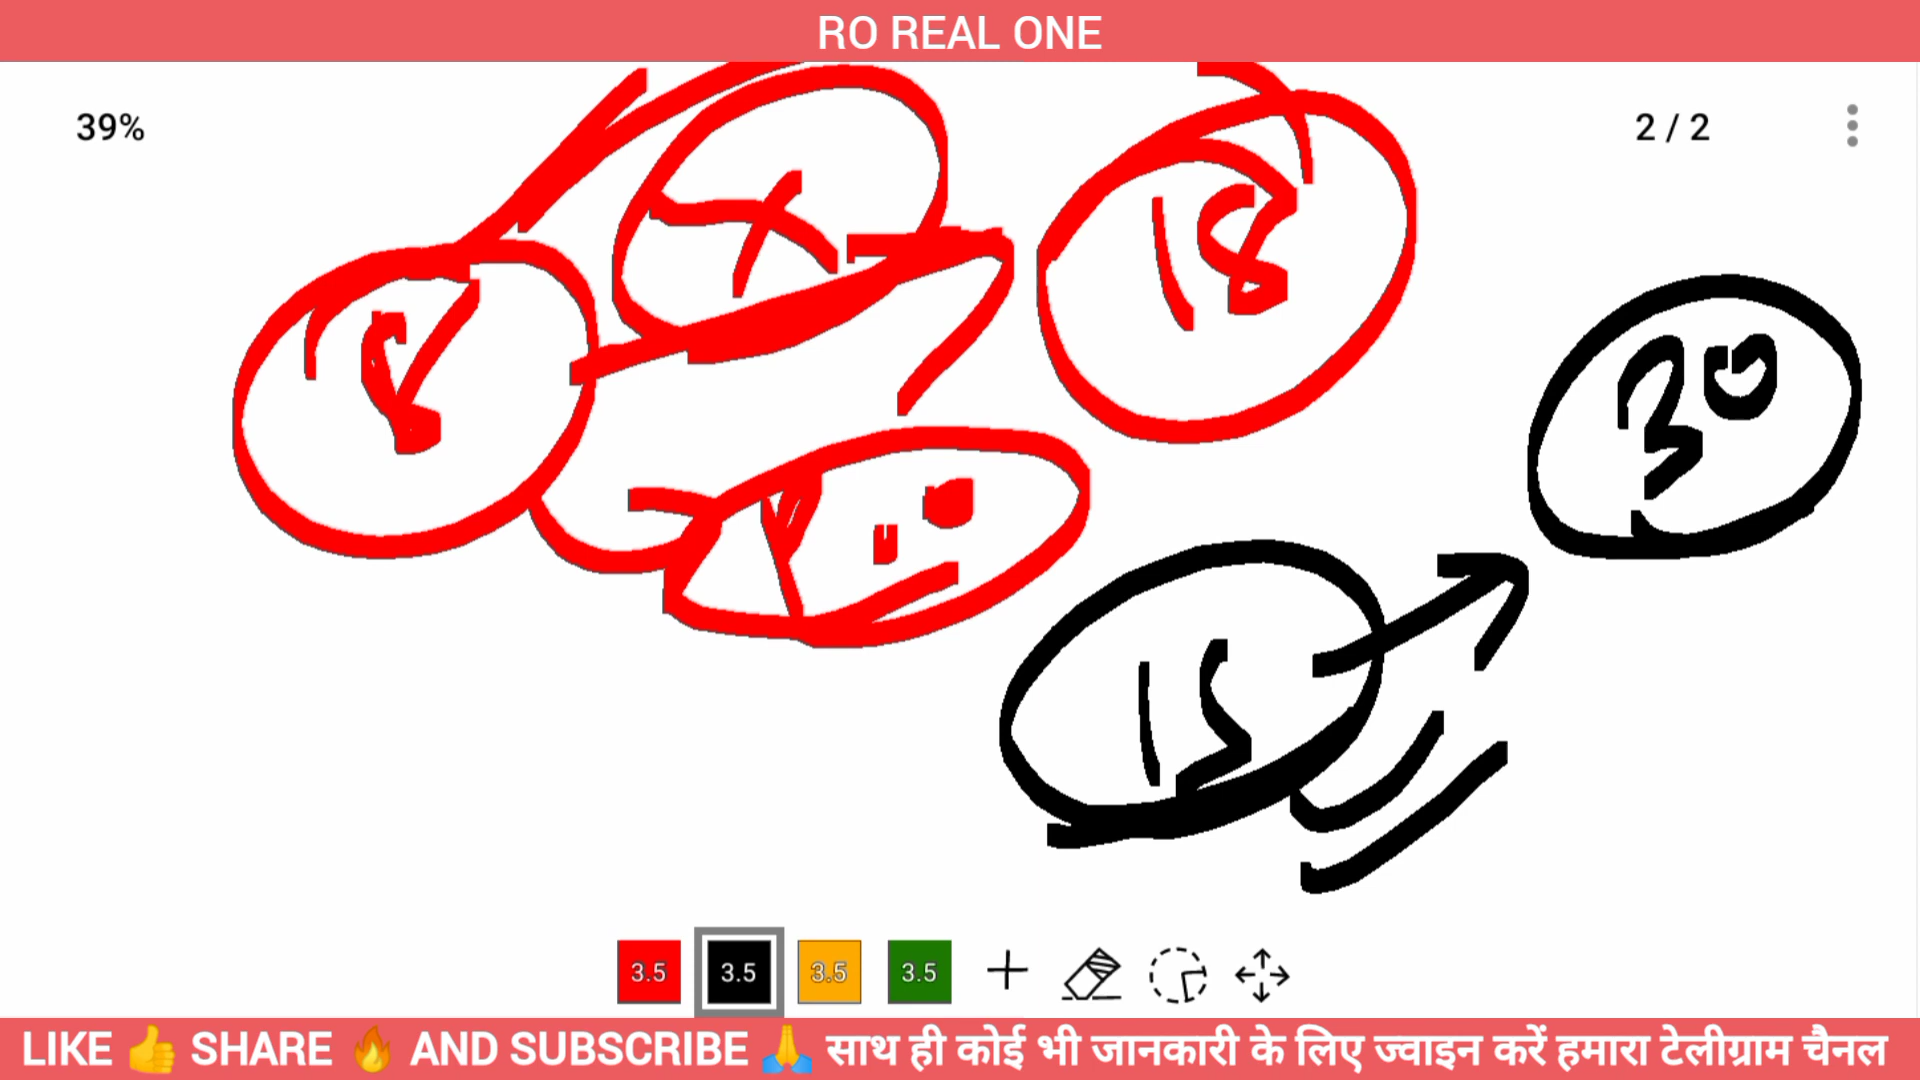 RO REAL ONE
39%
2 / 2
x
18
8
30
15
3.5 3.5 3.5 3.5
LIKE 👍 SHARE 🔥 AND SUBSCRIBE 🙏 साथ ही कोई भी जानकारी के लिए ज्वाइन करें हमारा टेलीग्राम चैनल